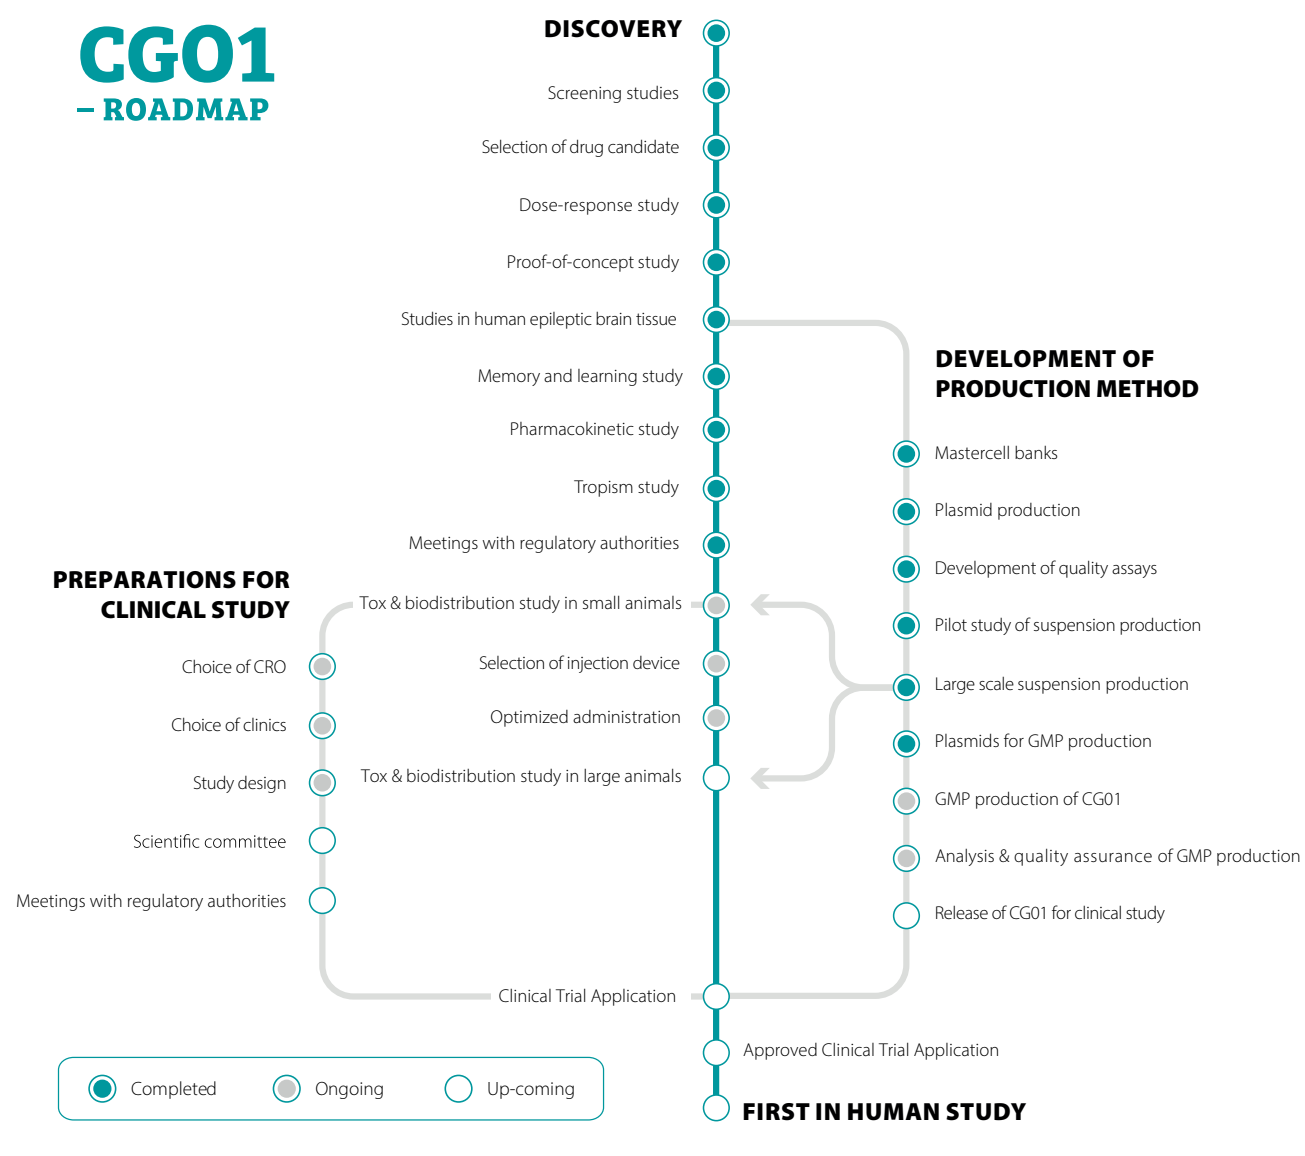 CGO1
– ROADMAP
DISCOVERY
Screening studies
Selection of drug candidate
Dose-response study
Proof-of-concept study
Studies in human epileptic brain tissue
Memory and learning study
Pharmacokinetic study
Tropism study
Meetings with regulatory authorities
Tox & biodistribution study in small animals
Selection of injection device
Optimized administration
Tox & biodistribution study in large animals
DEVELOPMENT OF
PRODUCTION METHOD
Mastercell banks
Plasmid production
Development of quality assays
Pilot study of suspension production
Large scale suspension production
Plasmids for GMP production
GMP production of CG01
Analysis & quality assurance of GMP production
Release of CG01 for clinical study
PREPARATIONS FOR
CLINICAL STUDY
Choice of CRO
Choice of clinics
Study design
Scientific committee
Meetings with regulatory authorities
Clinical Trial Application
Approved Clinical Trial Application
FIRST IN HUMAN STUDY
Completed
Ongoing
Up-coming